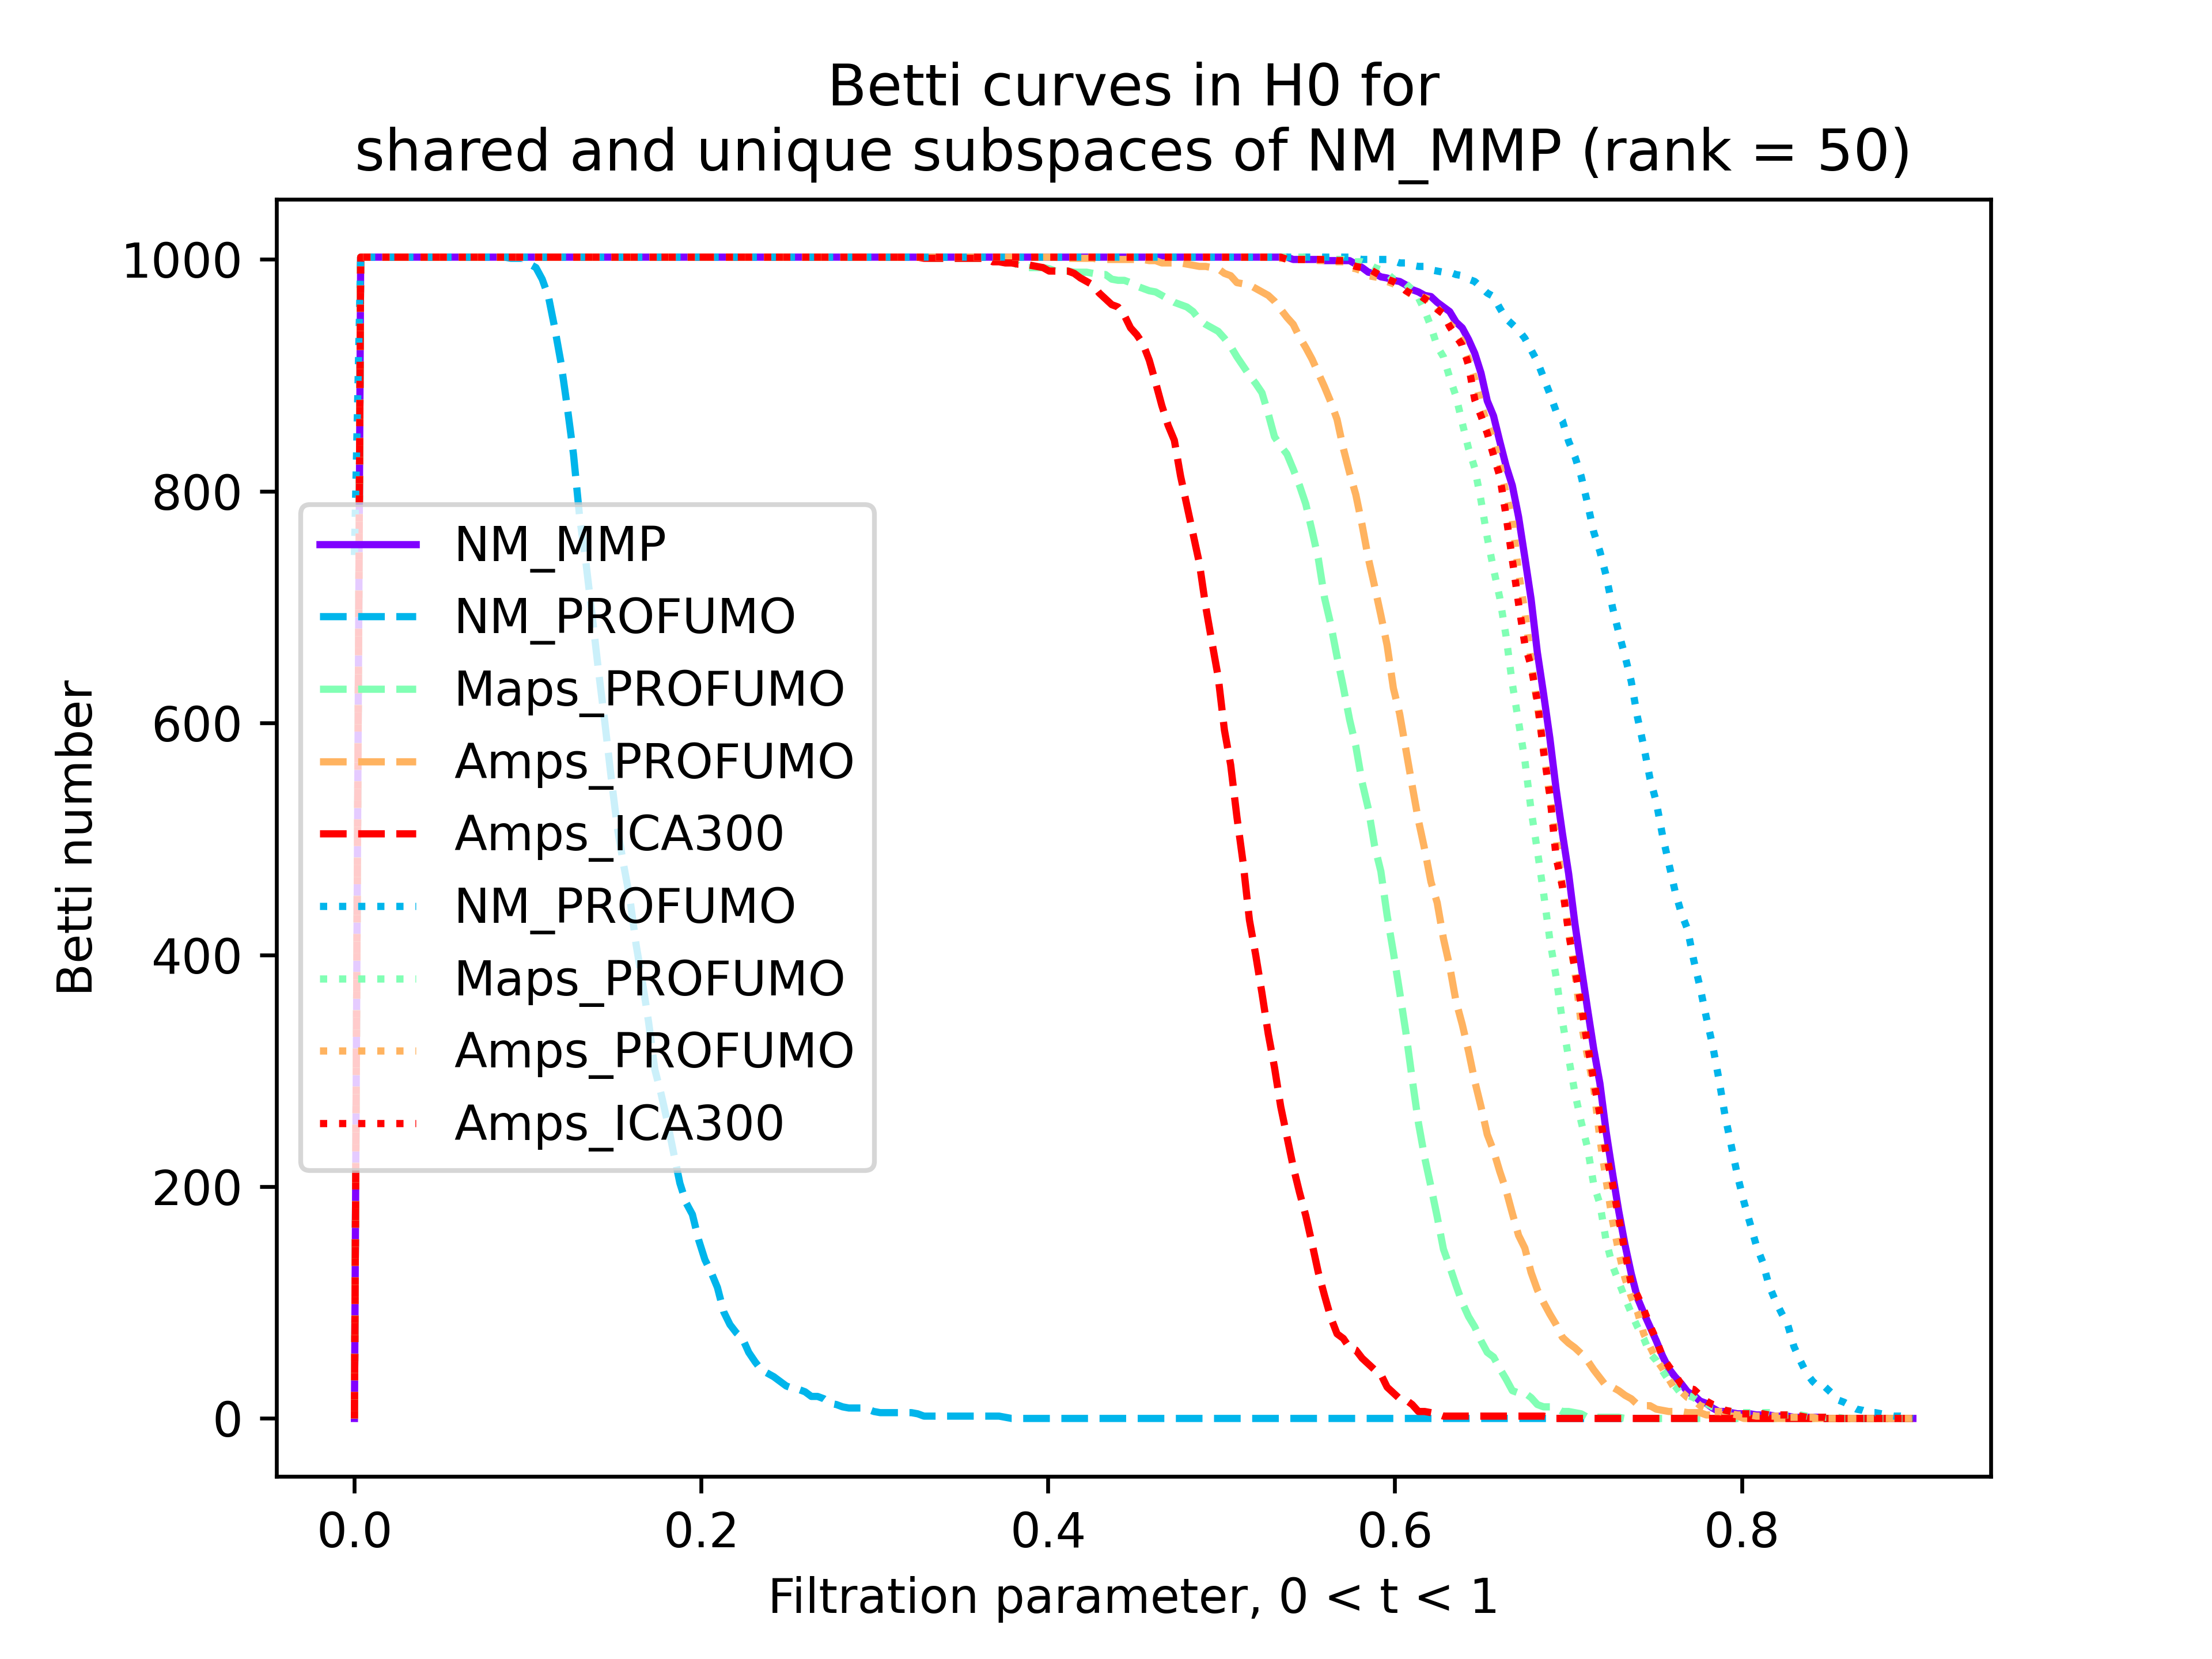 Betti curves in H0 for
shared and unique subspaces of NM_MMP (rank = 50)
Betti number
1000
800
600
400
200
0
NM_MMP
NM_PROFUMO
Maps_PROFUMO
Amps_PROFUMO
Amps_ICA300
NM_PROFUMO
Maps_PROFUMO
Amps_PROFUMO
Amps_ICA300
0.0 0.2 0.4 0.6 0.8
Filtration parameter, 0 < t < 1